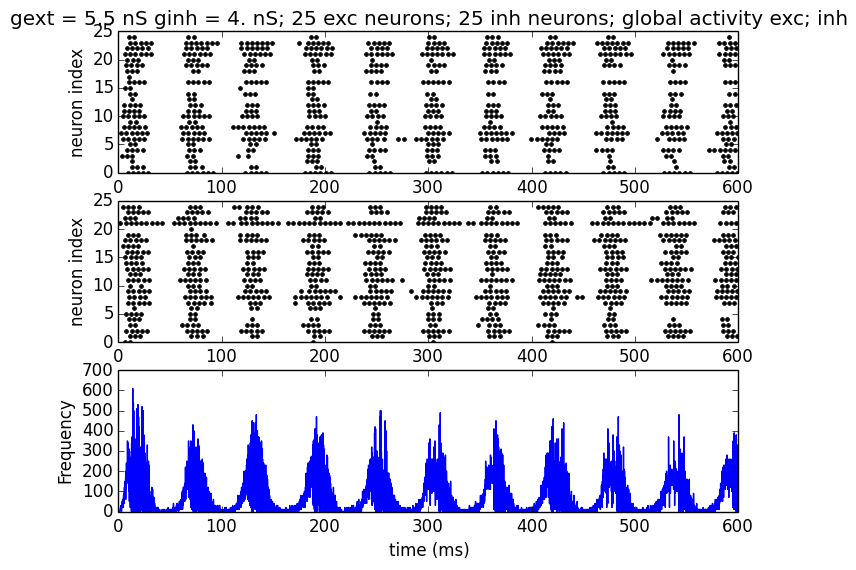 gext = 5.5 nS ginh = 4. nS; 25 exc neurons; 25 inh neurons; global activity exc; inh
25
20
15
10
5
0
neuron index
0 100 200 300 400 500 600
25
20
15
10
5
0
neuron index
0 100 200 300 400 500 600
700
600
500
400
300
200
100
0
Frequency
0 100 200 300 400 500 600
time (ms)